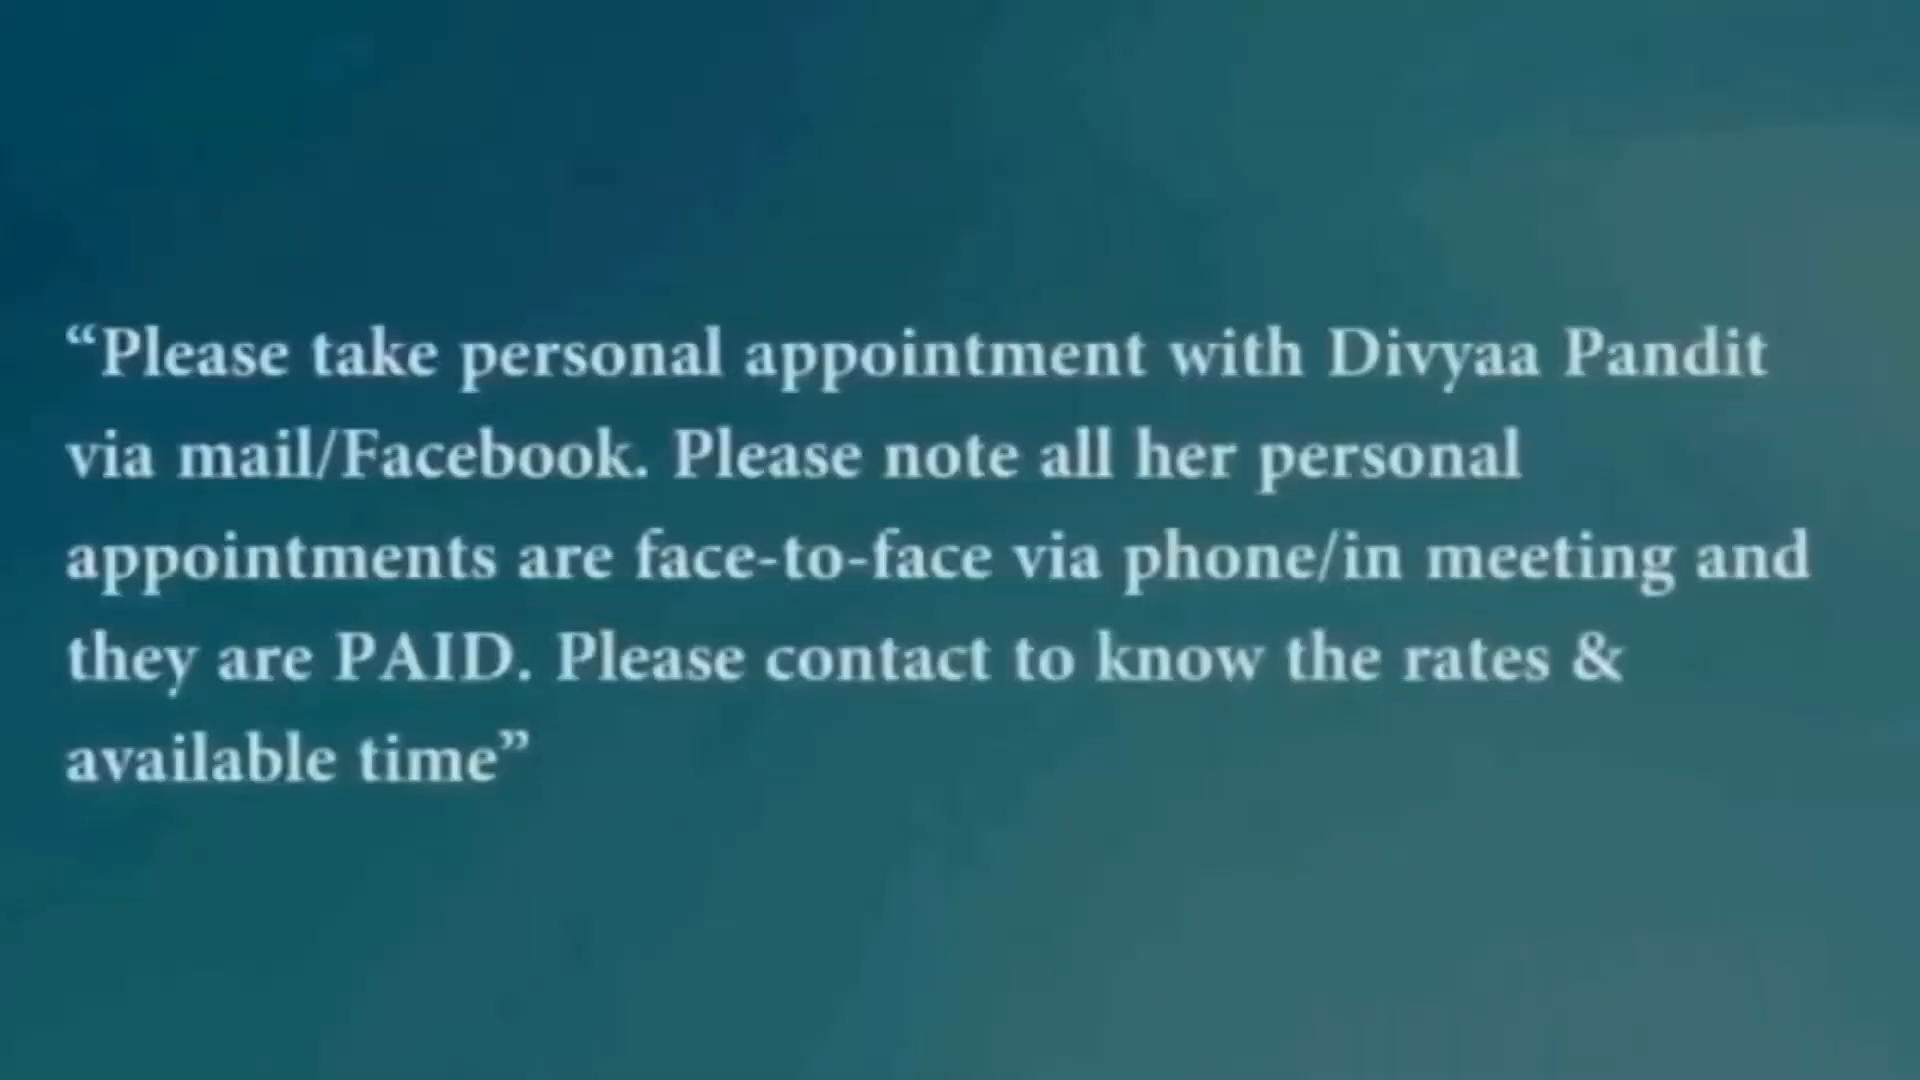 “Please take personal appointment with Divyaa Pandit
via mail/Facebook. Please note all her personal
appointments are face-to-face via phone/in meeting and
they are PAID. Please contact to know the rates &
available time”